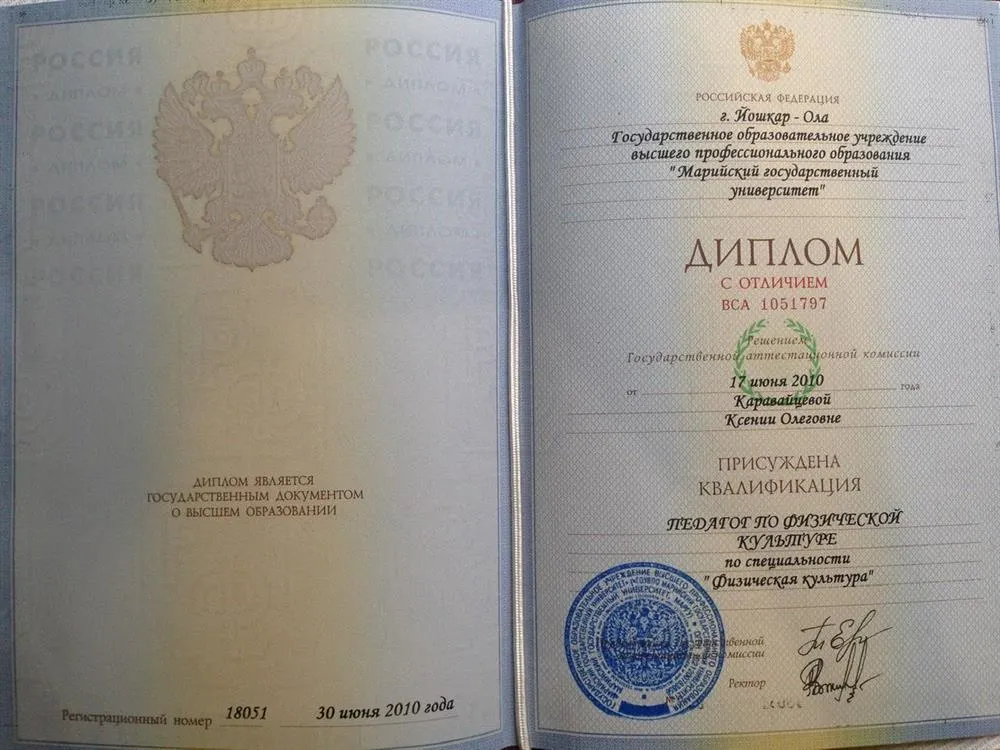 РОССИЯ
РОССИЯ
РОССИЯ
РОССИЯ
РОССИЯ
РОССИЯ
РОССИЯ
РОССИЯ
ДИПЛОМ ЯВЛЯЕТСЯ
ГОСУДАРСТВЕННЫМ ДОКУМЕНТОМ
О ВЫСШЕМ ОБРАЗОВАНИИ
Регистрационный номер 18051 30 июня 2010 года
РОССИЙСКАЯ ФЕДЕРАЦИЯ
г. Йошкар - Ола
Государственное образовательное учреждение
высшего профессионального образования
"Марийский государственный
университет"
ДИПЛОМ
С ОТЛИЧИЕМ
ВСА 1051797
Решением
Государственной аттестационной комиссии
от 17 июня 2010 года
Каравайцевой
Ксении Олеговне
ПРИСУЖДЕНА
КВАЛИФИКАЦИЯ
ПЕДАГОГ ПО ФИЗИЧЕСКОЙ
КУЛЬТУРЕ
по специальности
"Физическая культура"
Ректор